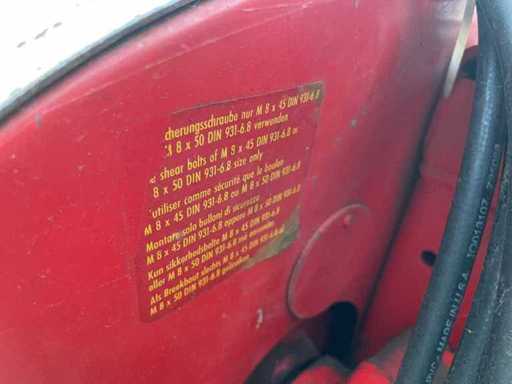 cherungsschraube nur M 8 x 45 DIN 931-6.8
8 x 50 DIN 931-6.8 verwenden
shear bolts of M 8 x 45 DIN 931-6.8 as
8 x 50 DIN 931-6.8 size only
utiliser comme sécurité que le boulon
M 8 x 45 DIN 931-6.8 ou M 8 x 50 DIN 931-6.8
Montare solo bulloni di sicurezza
M 8 x 45 DIN 931-6.8 oppure M 8 x 50 DIN 931-6.8
Kun sikkerhedsbolte M 8 x 45 DIN 931-6.8
eller M 8 x 50 DIN 931-6.8 må anvendes
Als Breekbout slechts M 8 x 45 DIN 931-6.8
M 8 x 50 DIN 931-6.8 gebruiken
MADE IN U.S.A.